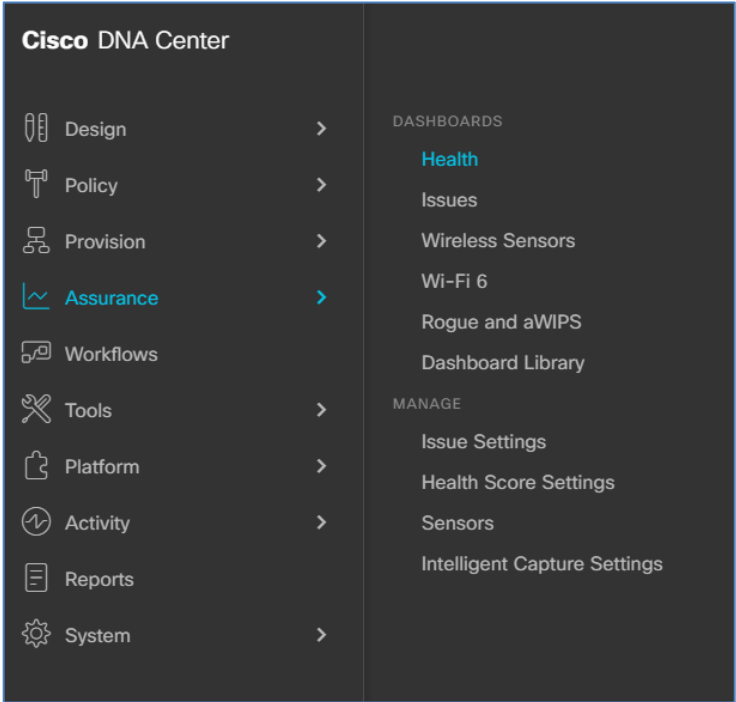 Cisco DNA Center
Design
Policy
Provision
Assurance
Workflows
Tools
Platform
Activity
Reports
System
DASHBOARDS
Health
Issues
Wireless Sensors
Wi-Fi 6
Rogue and aWIPS
Dashboard Library
MANAGE
Issue Settings
Health Score Settings
Sensors
Intelligent Capture Settings